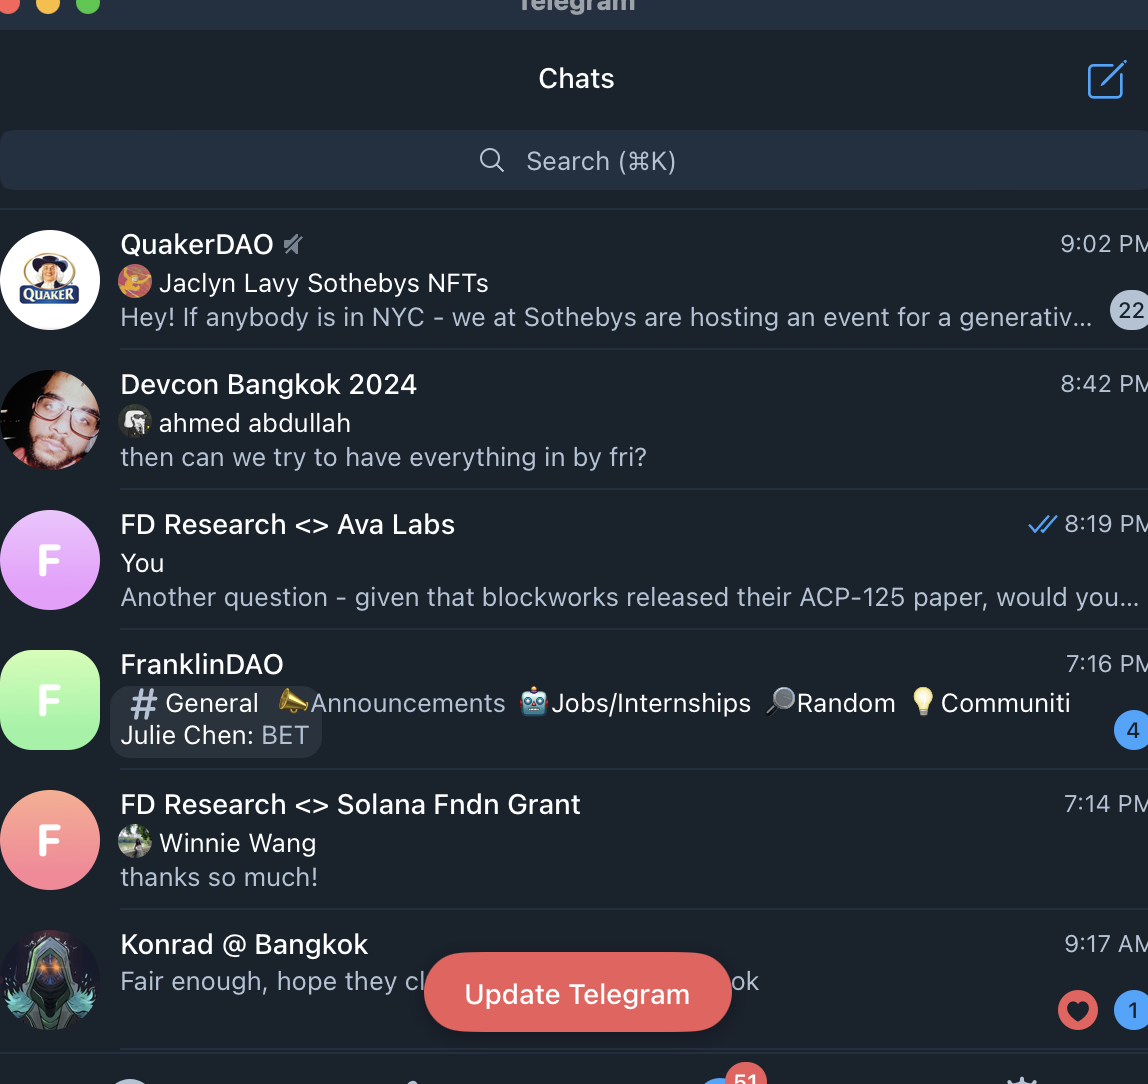 Telegram
Chats
Search (⌘K)
QuakerDAO
9:02 PM
QUAKER
Jaclyn Lavy Sothebys NFTs
Hey! If anybody is in NYC - we at Sothebys are hosting an event for a generativ...
22
Devcon Bangkok 2024
8:42 PM
ahmed abdullah
then can we try to have everything in by fri?
FD Research <> Ava Labs
8:19 PM
F
You
Another question - given that blockworks released their ACP-125 paper, would you...
FranklinDAO
7:16 PM
F
# General 📣Announcements 🤖Jobs/Internships 🔎Random 💡Communiti
Julie Chen: BET
4
FD Research <> Solana Fndn Grant
7:14 PM
F
Winnie Wang
thanks so much!
Konrad @ Bangkok
9:17 AM
Fair enough, hope they cl
ok
Update Telegram
1
51